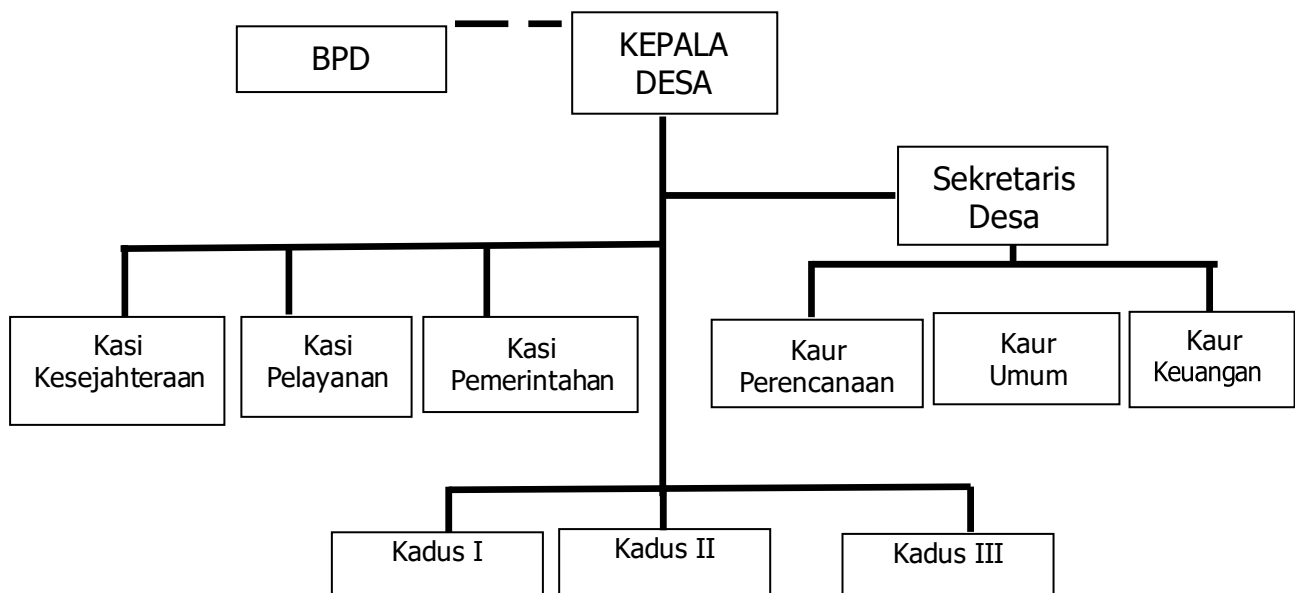 BPD
KEPALA
DESA
Sekretaris
Desa
Kasi
Kesejahteraan
Kasi
Pelayanan
Kasi
Pemerintahan
Kaur
Perencanaan
Kaur
Umum
Kaur
Keuangan
Kadus I
Kadus II
Kadus III